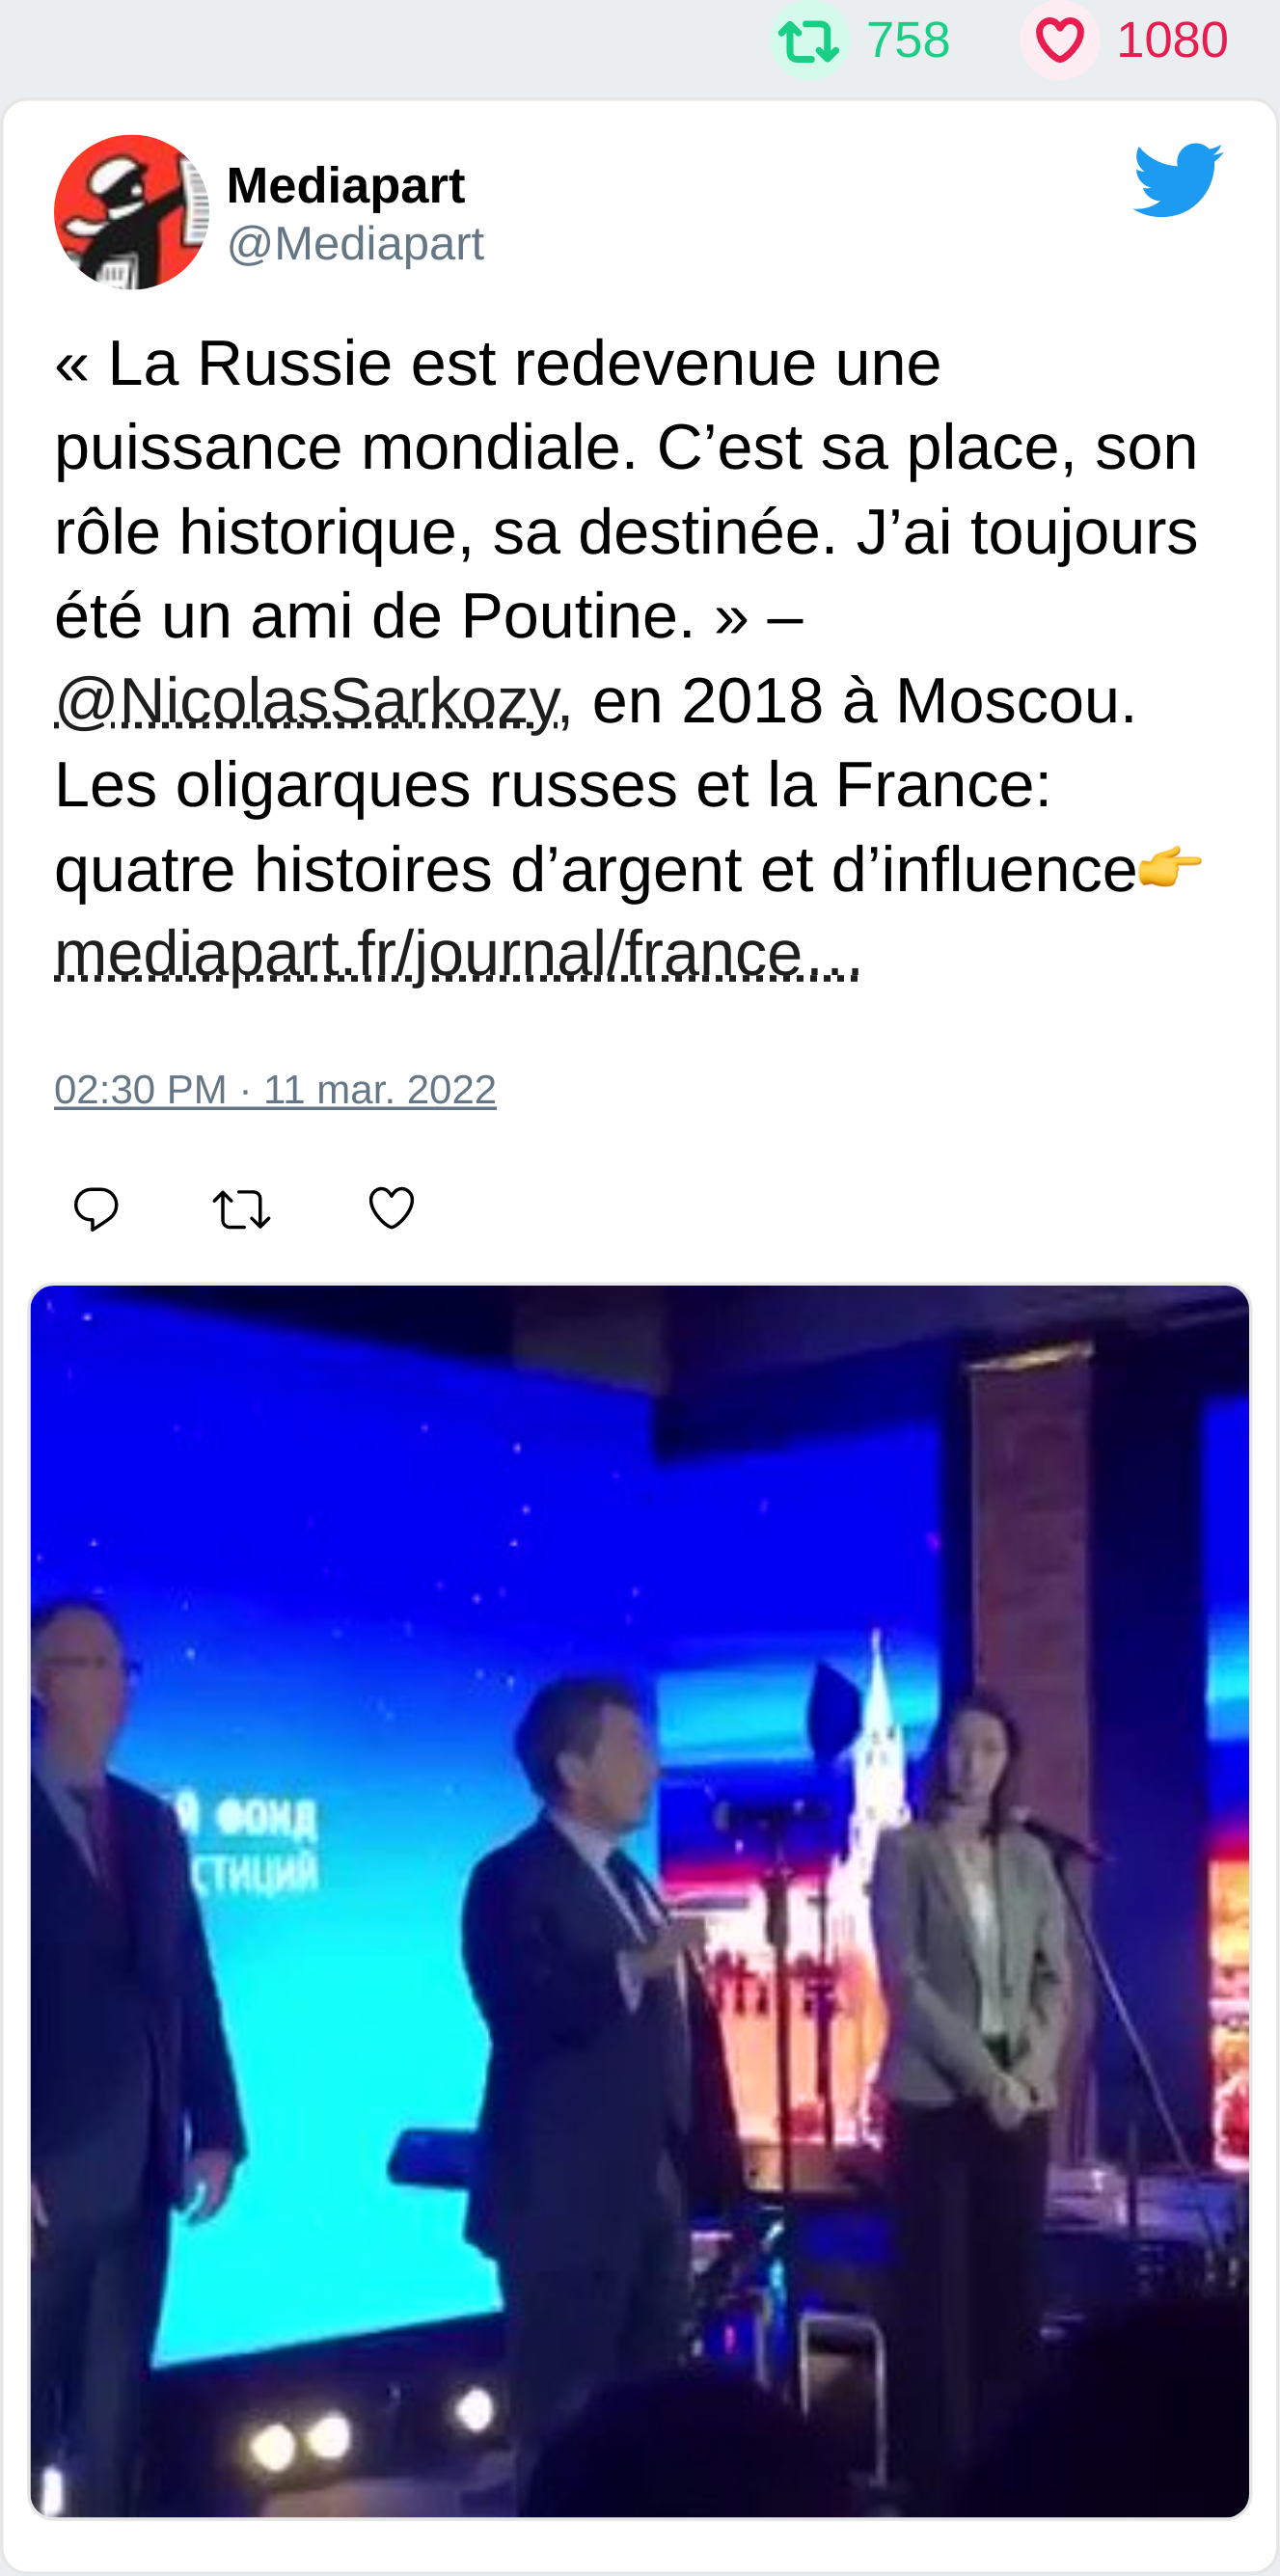 758 1080
Mediapart
@Mediapart
« La Russie est redevenue une
puissance mondiale. C’est sa place, son
rôle historique, sa destinée. J’ai toujours
été un ami de Poutine. » –
@NicolasSarkozy, en 2018 à Moscou.
Les oligarques russes et la France:
quatre histoires d’argent et d’influence👉
mediapart.fr/journal/france…
02:30 PM · 11 mar. 2022
Й ФОНД
СТИЦИЙ